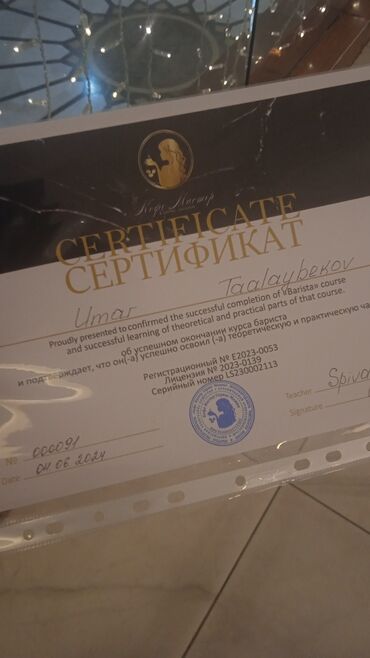 Кофе Мастер
CERTIFICATE
СЕРТИФИКАТ
Umar Taalaybekov
Proudly presented to confirmed the successful completion of «Barista» course
and successful learning of theoretical and practical parts of that course.
об успешном окончании курса бариста
и подтверждает, что он(-а) успешно освоил (-а) теоретическую и практическую ча
Регистрационный № E2023-0053
Лицензия № 2023-0139
Серийный номер LS230002113
Teacher Spiva
Signature
№ 000091
Date 04.06.2024